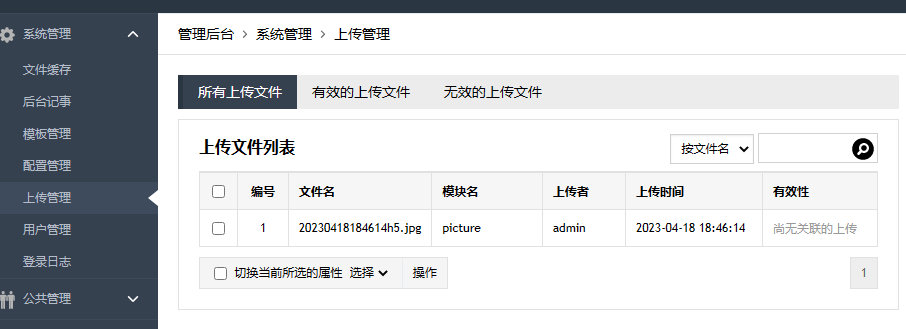 系统管理
文件缓存
后台记事
模板管理
配置管理
上传管理
用户管理
登录日志
公共管理
管理后台 > 系统管理 > 上传管理
所有上传文件 有效的上传文件 无效的上传文件
上传文件列表 按文件名
编号 文件名 模块名 上传者 上传时间 有效性
1 20230418184614h5.jpg picture admin 2023-04-18 18:46:14 尚无关联的上传
切换当前所选的属性 选择 操作 1